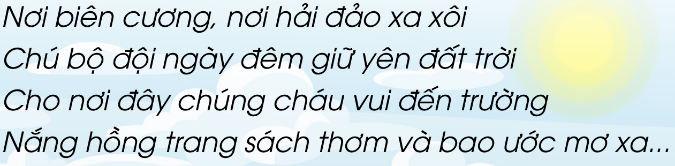 Nơi biên cương, nơi hải đảo xa xôi
Chú bộ đội ngày đêm giữ yên đất trời
Cho nơi đây chúng cháu vui đến trường
Nắng hồng trang sách thơm và bao ước mơ xa...